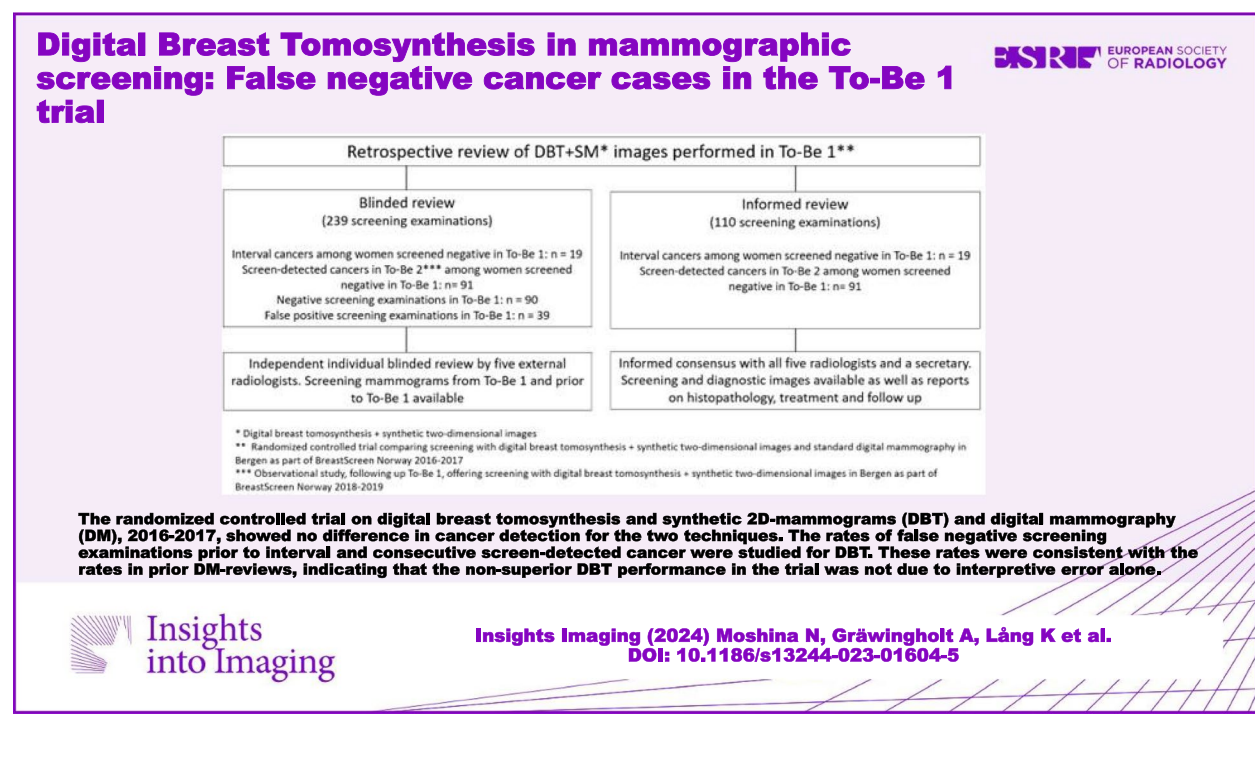 Digital Breast Tomosynthesis in mammographic
screening: False negative cancer cases in the To-Be 1
trial
EUROPEAN SOCIETY
OF RADIOLOGY
Retrospective review of DBT+SM* images performed in To-Be 1**
Blinded review
(239 screening examinations)
Interval cancers among women screened negative in To-Be 1: n = 19
Screen-detected cancers in To-Be 2*** among women screened
negative in To-Be 1: n= 91
Negative screening examinations in To-Be 1: n = 90
False positive screening examinations in To-Be 1: n = 39
Informed review
(110 screening examinations)
Interval cancers among women screened negative in To-Be 1: n = 19
Screen-detected cancers in To-Be 2 among women screened
negative in To-Be 1: n= 91
Independent individual blinded review by five external
radiologists. Screening mammograms from To-Be 1 and prior
to To-Be 1 available
Informed consensus with all five radiologists and a secretary.
Screening and diagnostic images available as well as reports
on histopathology, treatment and follow up
* Digital breast tomosynthesis + synthetic two-dimensional images
** Randomized controlled trial comparing screening with digital breast tomosynthesis + synthetic two-dimensional images and standard digital mammography in
Bergen as part of BreastScreen Norway 2016-2017
*** Observational study, following up To-Be 1, offering screening with digital breast tomosynthesis + synthetic two-dimensional images in Bergen as part of
BreastScreen Norway 2018-2019
The randomized controlled trial on digital breast tomosynthesis and synthetic 2D-mammograms (DBT) and digital mammography
(DM), 2016-2017, showed no difference in cancer detection for the two techniques. The rates of false negative screening
examinations prior to interval and consecutive screen-detected cancer were studied for DBT. These rates were consistent with the
rates in prior DM-reviews, indicating that the non-superior DBT performance in the trial was not due to interpretive error alone.
Insights
into Imaging
Insights Imaging (2024) Moshina N, Gräwingholt A, Lång K et al.
DOI: 10.1186/s13244-023-01604-5